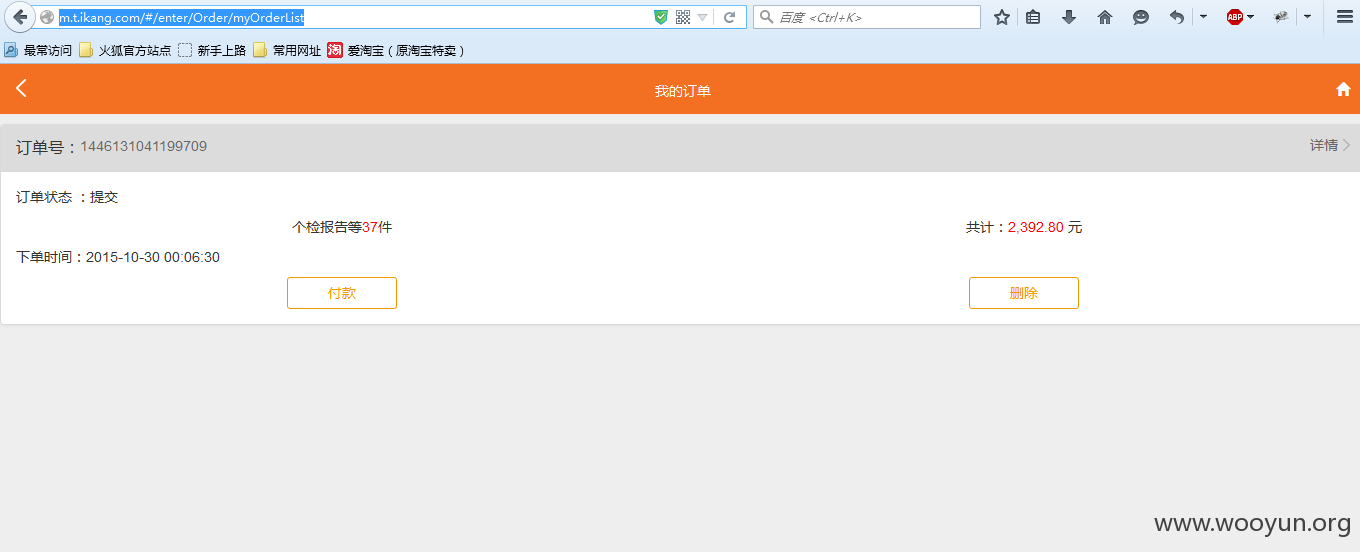 m.t.ikang.com/#/enter/Order/myOrderList
百度 <Ctrl+K>
ABP
最常访问 火狐官方站点 新手上路 常用网址 淘 爱淘宝（原淘宝特卖）
我的订单
订单号：1446131041199709 详情
订单状态 ：提交
个检报告等37件 共计：2,392.80 元
下单时间：2015-10-30 00:06:30
付款 删除
www.wooyun.org